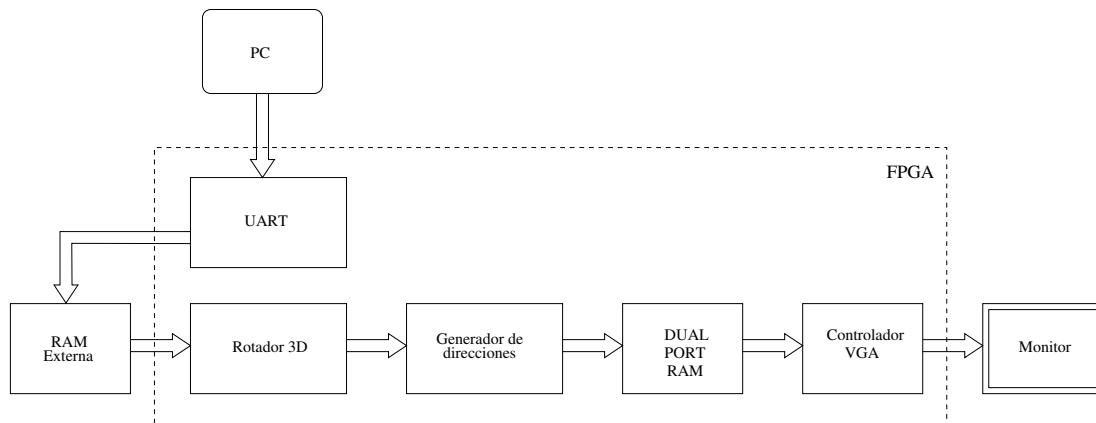 PC
FPGA
UART
RAM
Externa
Rotador 3D
Generador de
direcciones
DUAL
PORT
RAM
Controlador
VGA
Monitor